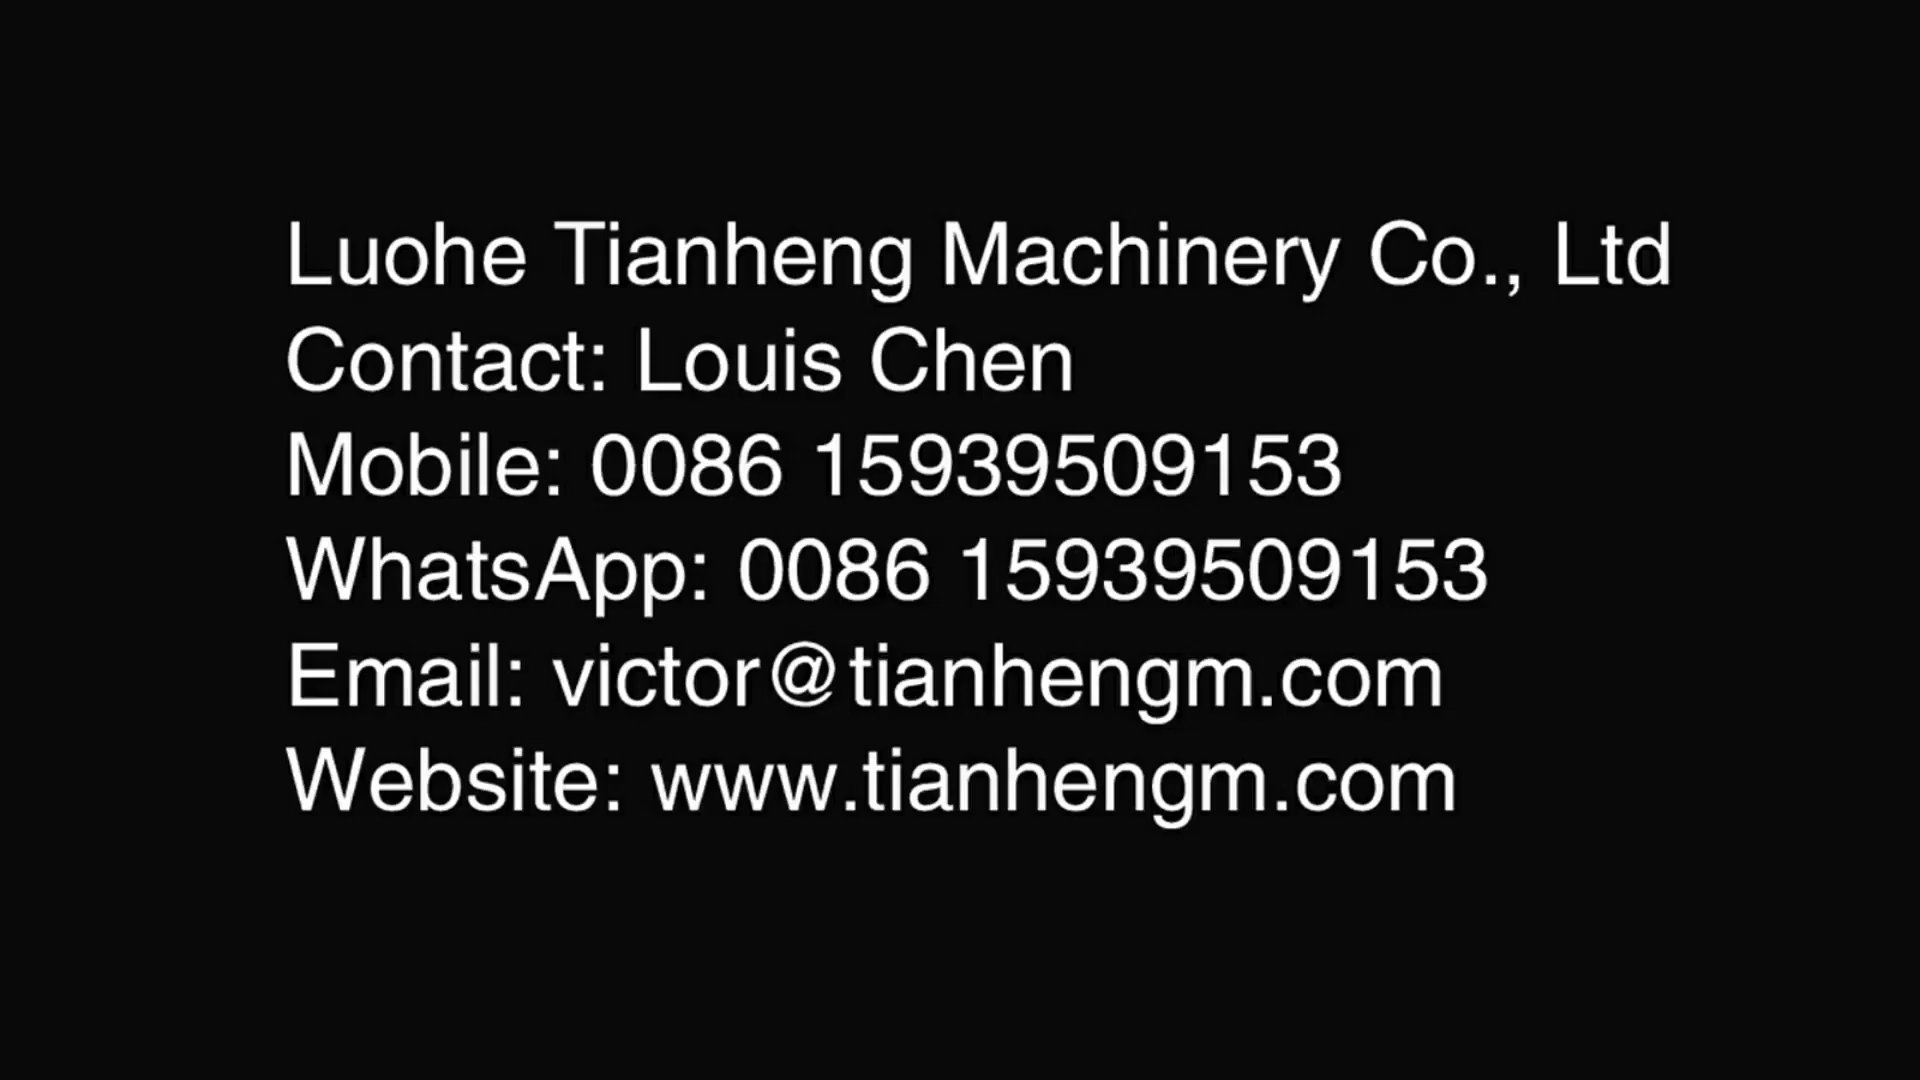 Luohe Tianheng Machinery Co., Ltd
Contact: Louis Chen
Mobile: 0086 15939509153
WhatsApp: 0086 15939509153
Email: victor@tianhengm.com
Website: www.tianhengm.com